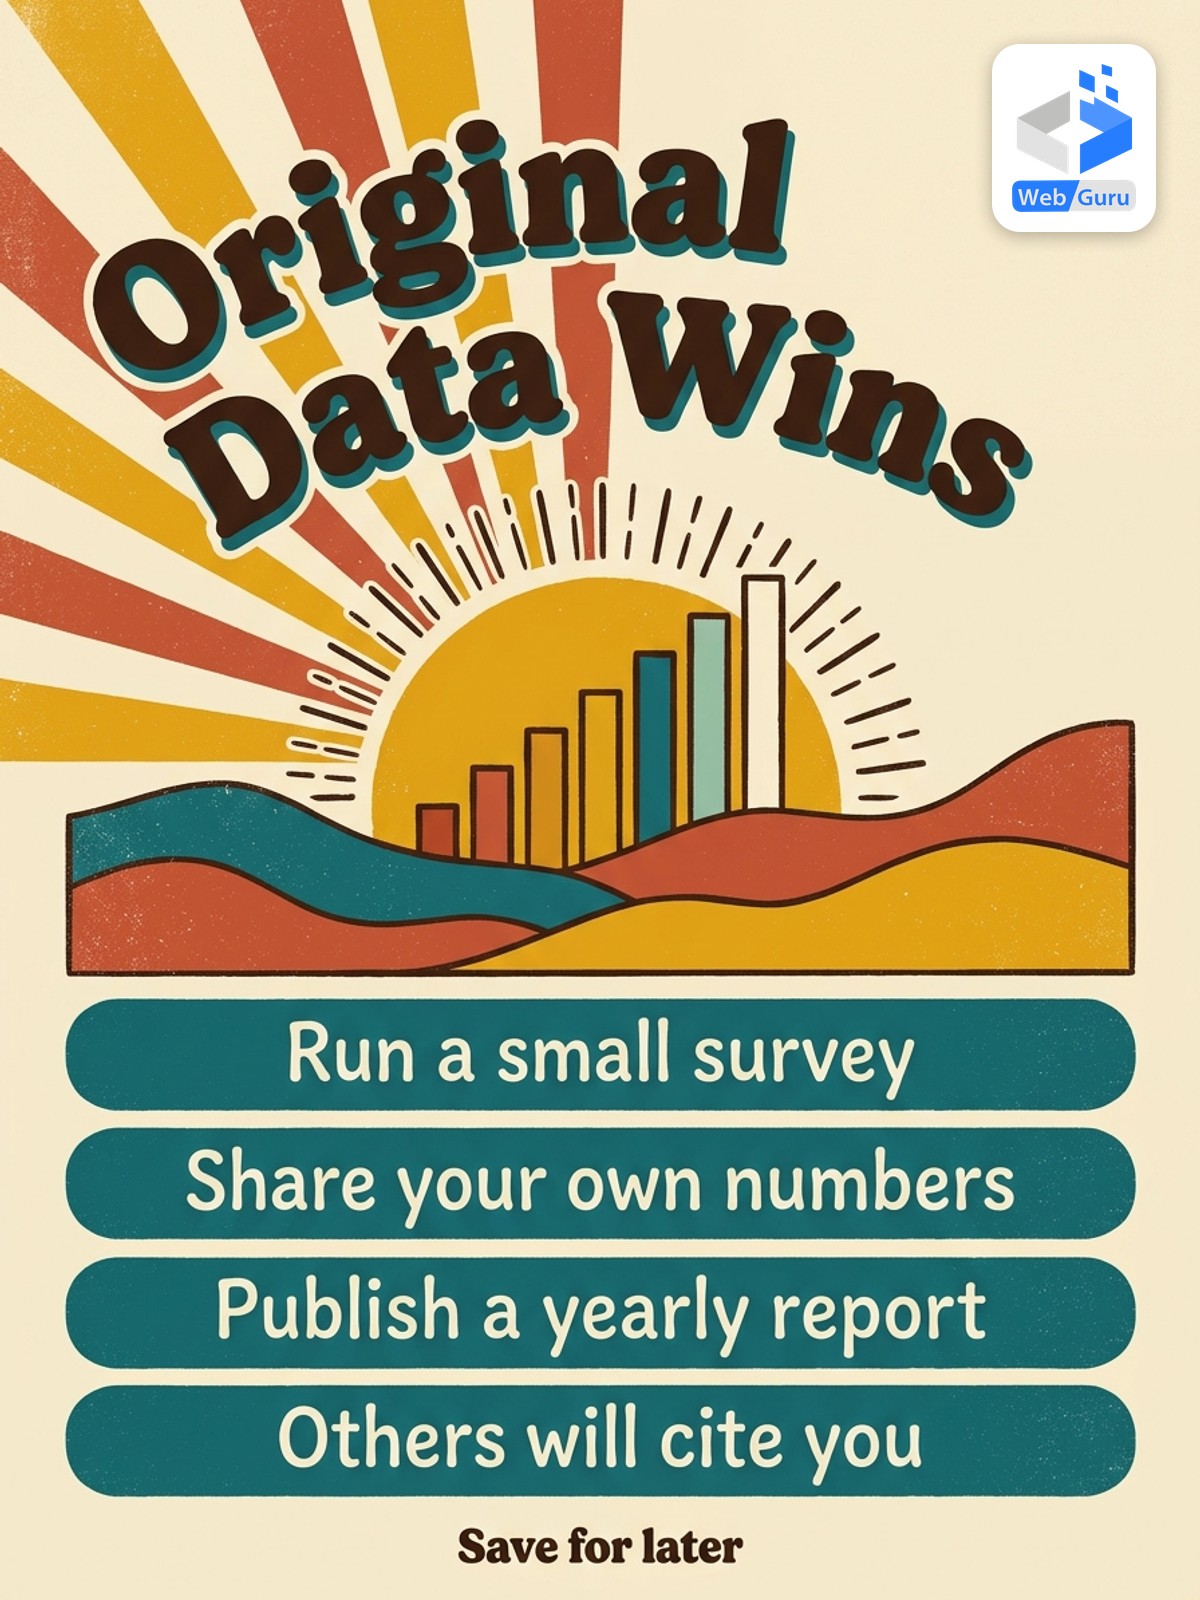 Original
Data Wins
Web Guru
Run a small survey
Share your own numbers
Publish a yearly report
Others will cite you
Save for later